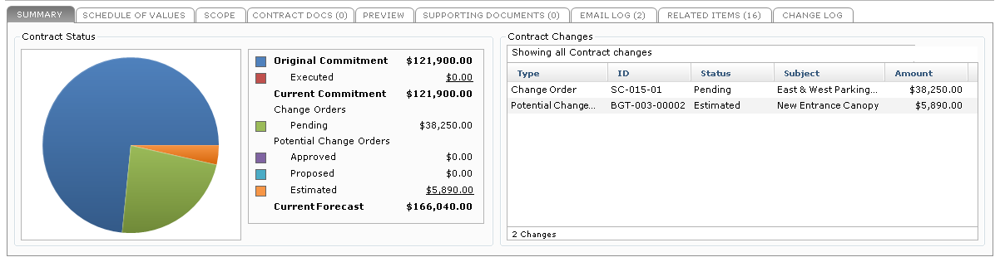 SUMMARY SCHEDULE OF VALUES SCOPE CONTRACT DOCS (0) PREVIEW SUPPORTING DOCUMENTS (0) EMAIL LOG (2) RELATED ITEMS (16) CHANGE LOG
Contract Status
Original Commitment $121,900.00
Executed $0.00
Current Commitment $121,900.00
Change Orders
Pending $38,250.00
Potential Change Orders
Approved $0.00
Proposed $0.00
Estimated $5,890.00
Current Forecast $166,040.00
Contract Changes
Showing all Contract changes
Type ID Status Subject Amount
Change Order SC-015-01 Pending East & West Parking... $38,250.00
Potential Change... BGT-003-00002 Estimated New Entrance Canopy $5,890.00
2 Changes